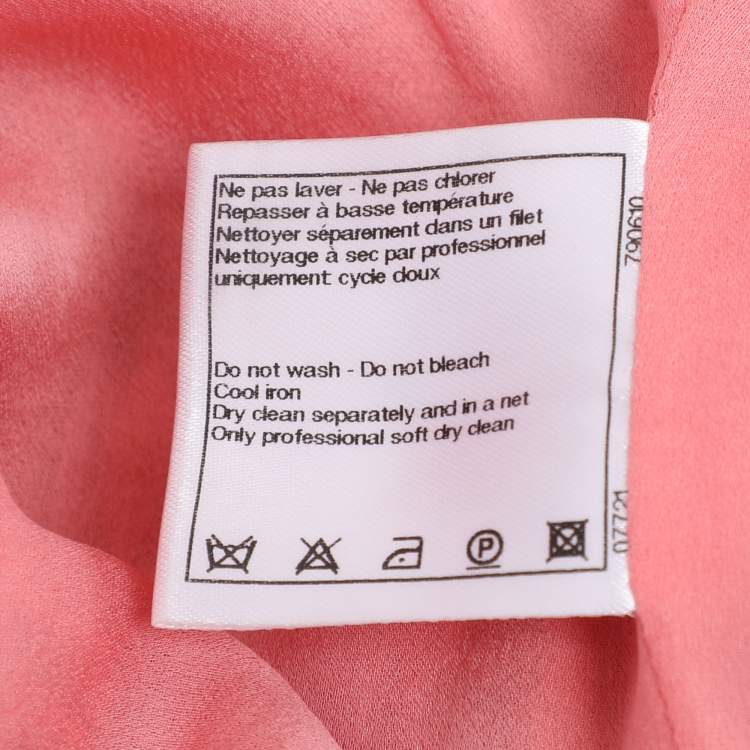 Ne pas laver - Ne pas chlorer
Repasser à basse température
Nettoyer séparement dans un filet
Nettoyage à sec par professionnel
uniquement cycle doux
Do not wash - Do not bleach
Cool iron
Dry clean separately and in a net
Only professional soft dry clean
P
790610
07721